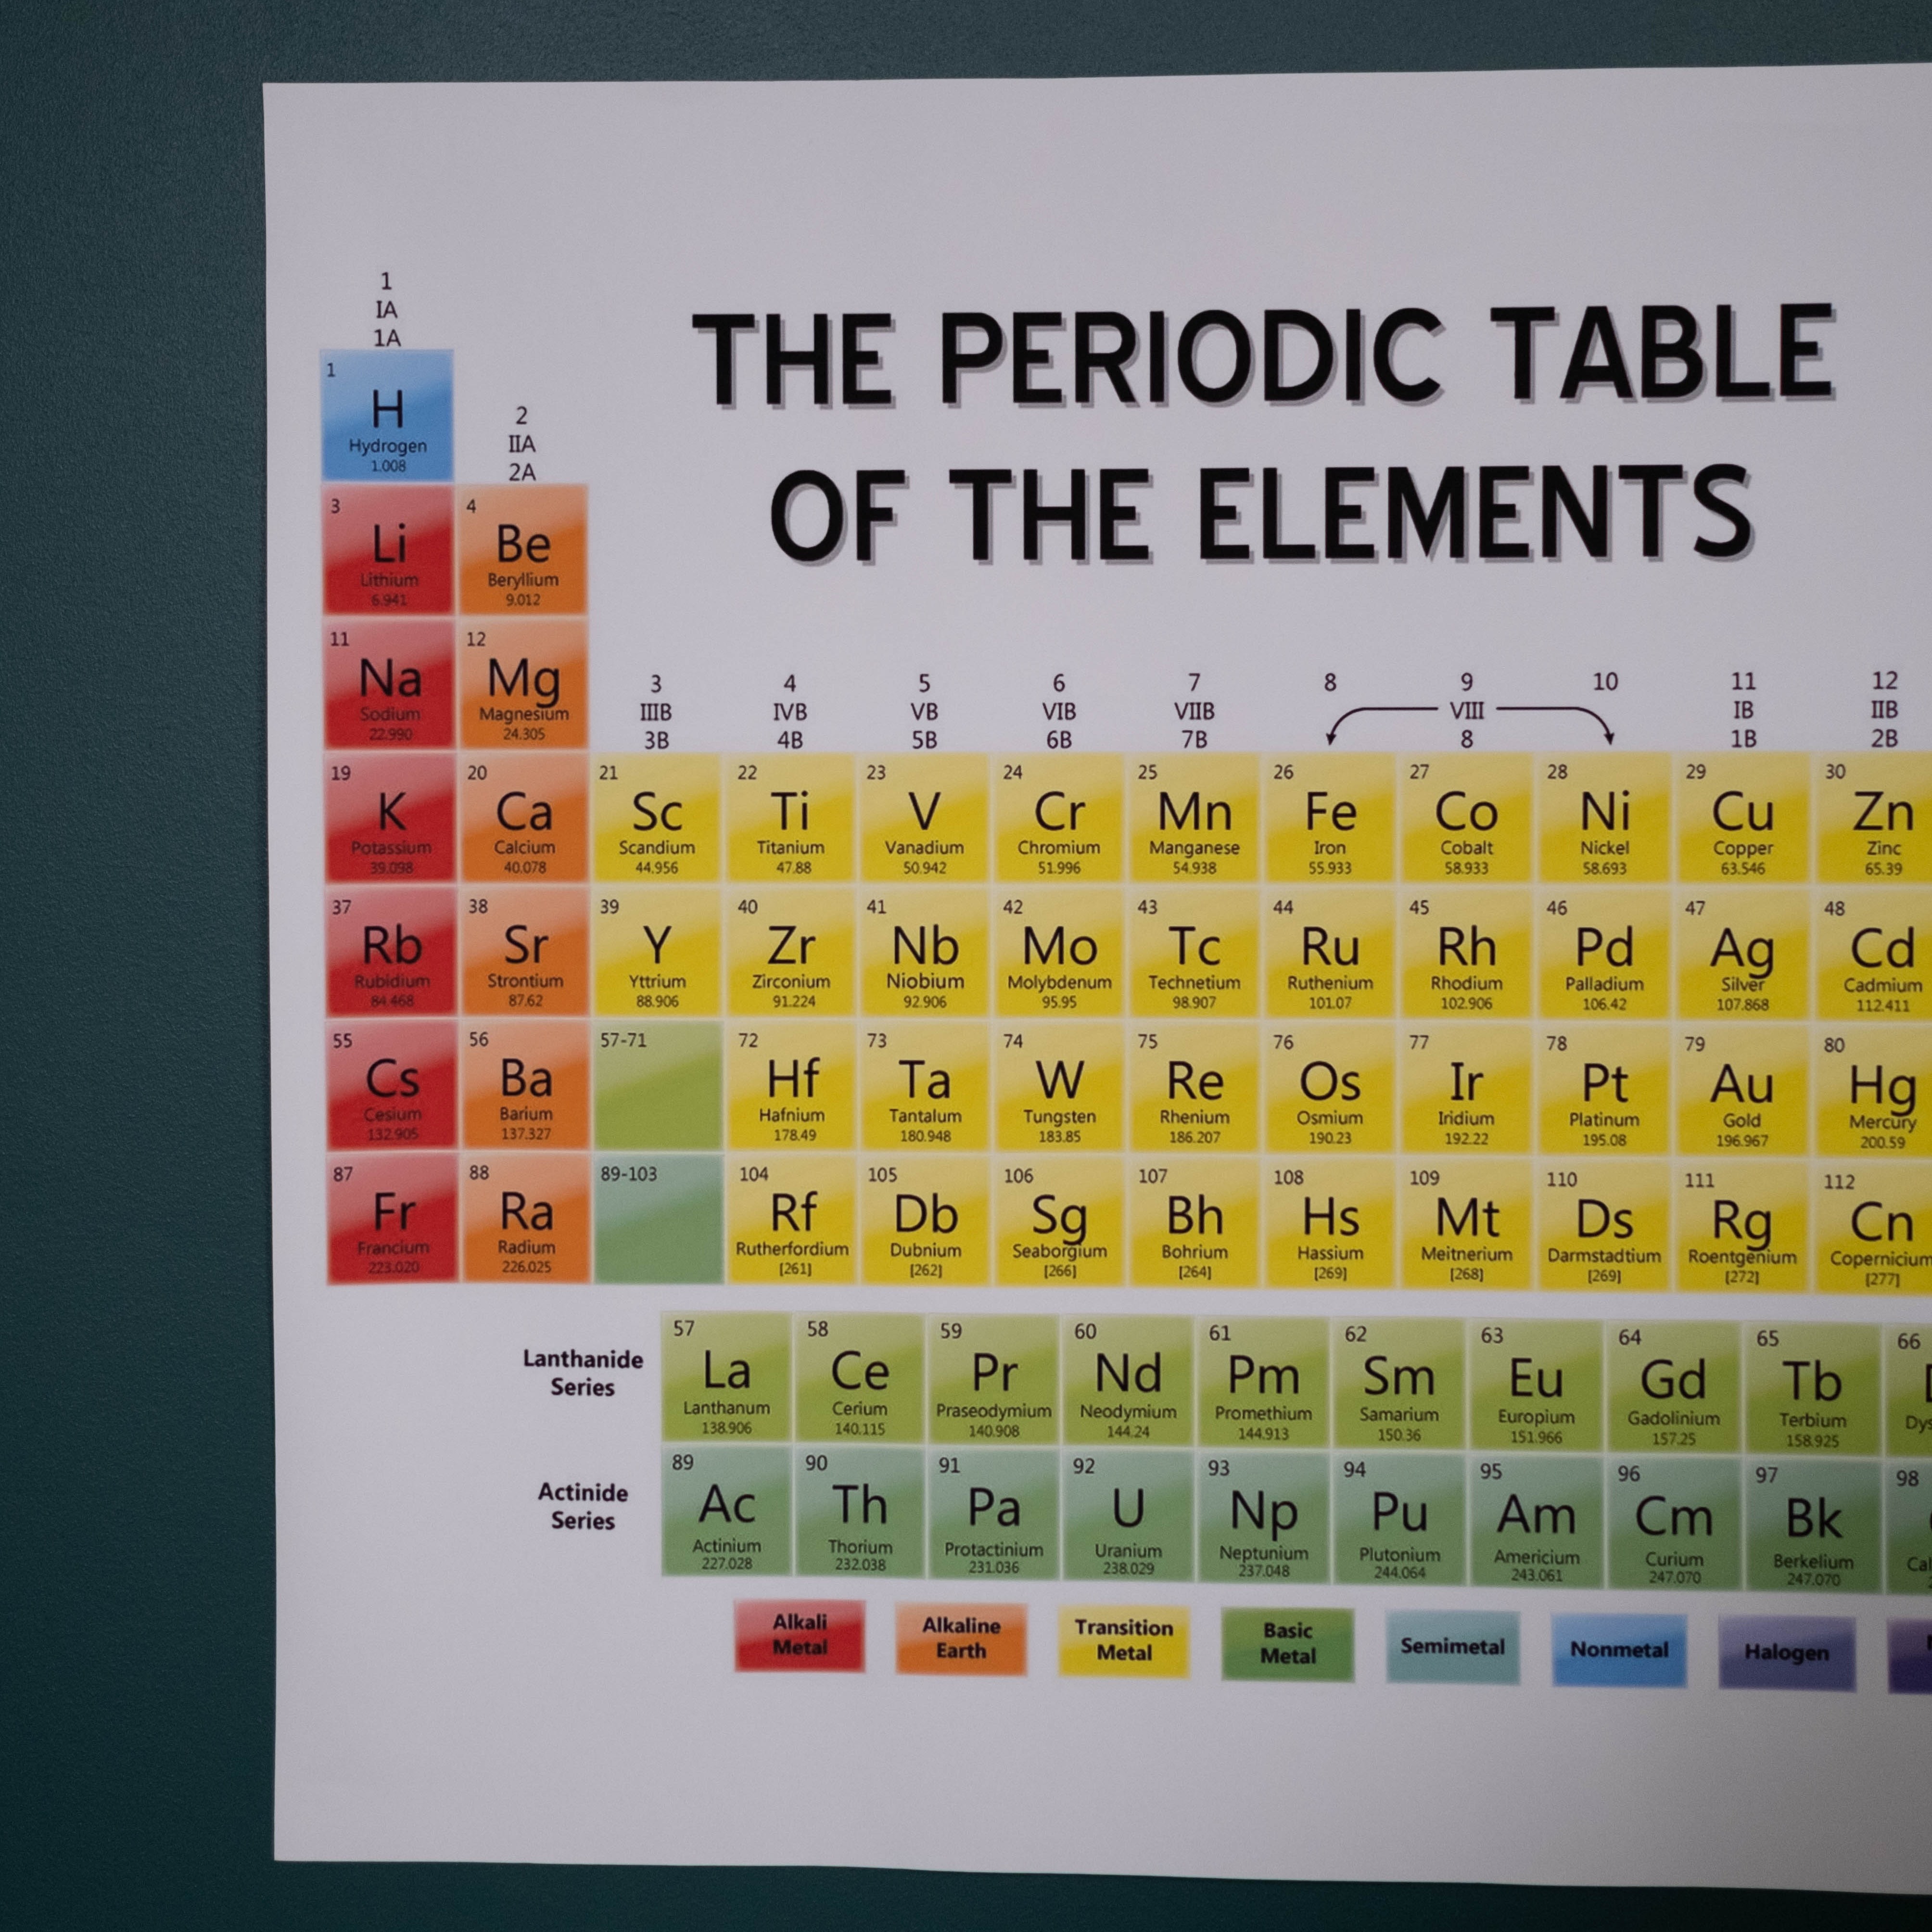 1
IA
1A
THE PERIODIC TABLE
OF THE ELEMENTS
1
H
Hydrogen
1.008
2
IIA
2A
3 4
Li Be
Lithium Beryllium
6.941 9.012
11 12
Na Mg
Sodium Magnesium
22.990 24.305
3 4 5 6 7 8 9 10 11 12
IIIB IVB VB VIB VIIB VIII IB IIB
3B 4B 5B 6B 7B 8 1B 2B
19 20 21 22 23 24 25 26 27 28 29 30
K Ca Sc Ti V Cr Mn Fe Co Ni Cu Zn
Potassium Calcium Scandium Titanium Vanadium Chromium Manganese Iron Cobalt Nickel Copper Zinc
39.098 40.078 44.956 47.88 50.942 51.996 54.938 55.933 58.933 58.693 63.546 65.39
37 38 39 40 41 42 43 44 45 46 47 48
Rb Sr Y Zr Nb Mo Tc Ru Rh Pd Ag Cd
Rubidium Strontium Yttrium Zirconium Niobium Molybdenum Technetium Ruthenium Rhodium Palladium Silver Cadmium
84.468 87.62 88.906 91.224 92.906 95.95 98.907 101.07 102.906 106.42 107.868 112.411
55 56 57-71 72 73 74 75 76 77 78 79 80
Cs Ba Hf Ta W Re Os Ir Pt Au Hg
Cesium Barium Hafnium Tantalum Tungsten Rhenium Osmium Iridium Platinum Gold Mercury
132.905 137.327 178.49 180.948 183.85 186.207 190.23 192.22 195.08 196.967 200.59
87 88 89-103 104 105 106 107 108 109 110 111 112
Fr Ra Rf Db Sg Bh Hs Mt Ds Rg Cn
Francium Radium Rutherfordium Dubnium Seaborgium Bohrium Hassium Meitnerium Darmstadtium Roentgenium Copernicium
223.020 226.025 [261] [262] [266] [264] [269] [268] [269] [272] [277]
Lanthanide
Series
57 58 59 60 61 62 63 64 65 66
La Ce Pr Nd Pm Sm Eu Gd Tb
Lanthanum Cerium Praseodymium Neodymium Promethium Samarium Europium Gadolinium Terbium
138.906 140.115 140.908 144.24 144.913 150.36 151.966 157.25 158.925
Actinide
Series
89 90 91 92 93 94 95 96 97 98
Ac Th Pa U Np Pu Am Cm Bk
Actinium Thorium Protactinium Uranium Neptunium Plutonium Americium Curium Berkelium
227.028 232.038 231.036 238.029 237.048 244.064 243.061 247.070 247.070
Alkali Alkaline Transition Basic Semimetal Nonmetal Halogen
Metal Earth Metal Metal